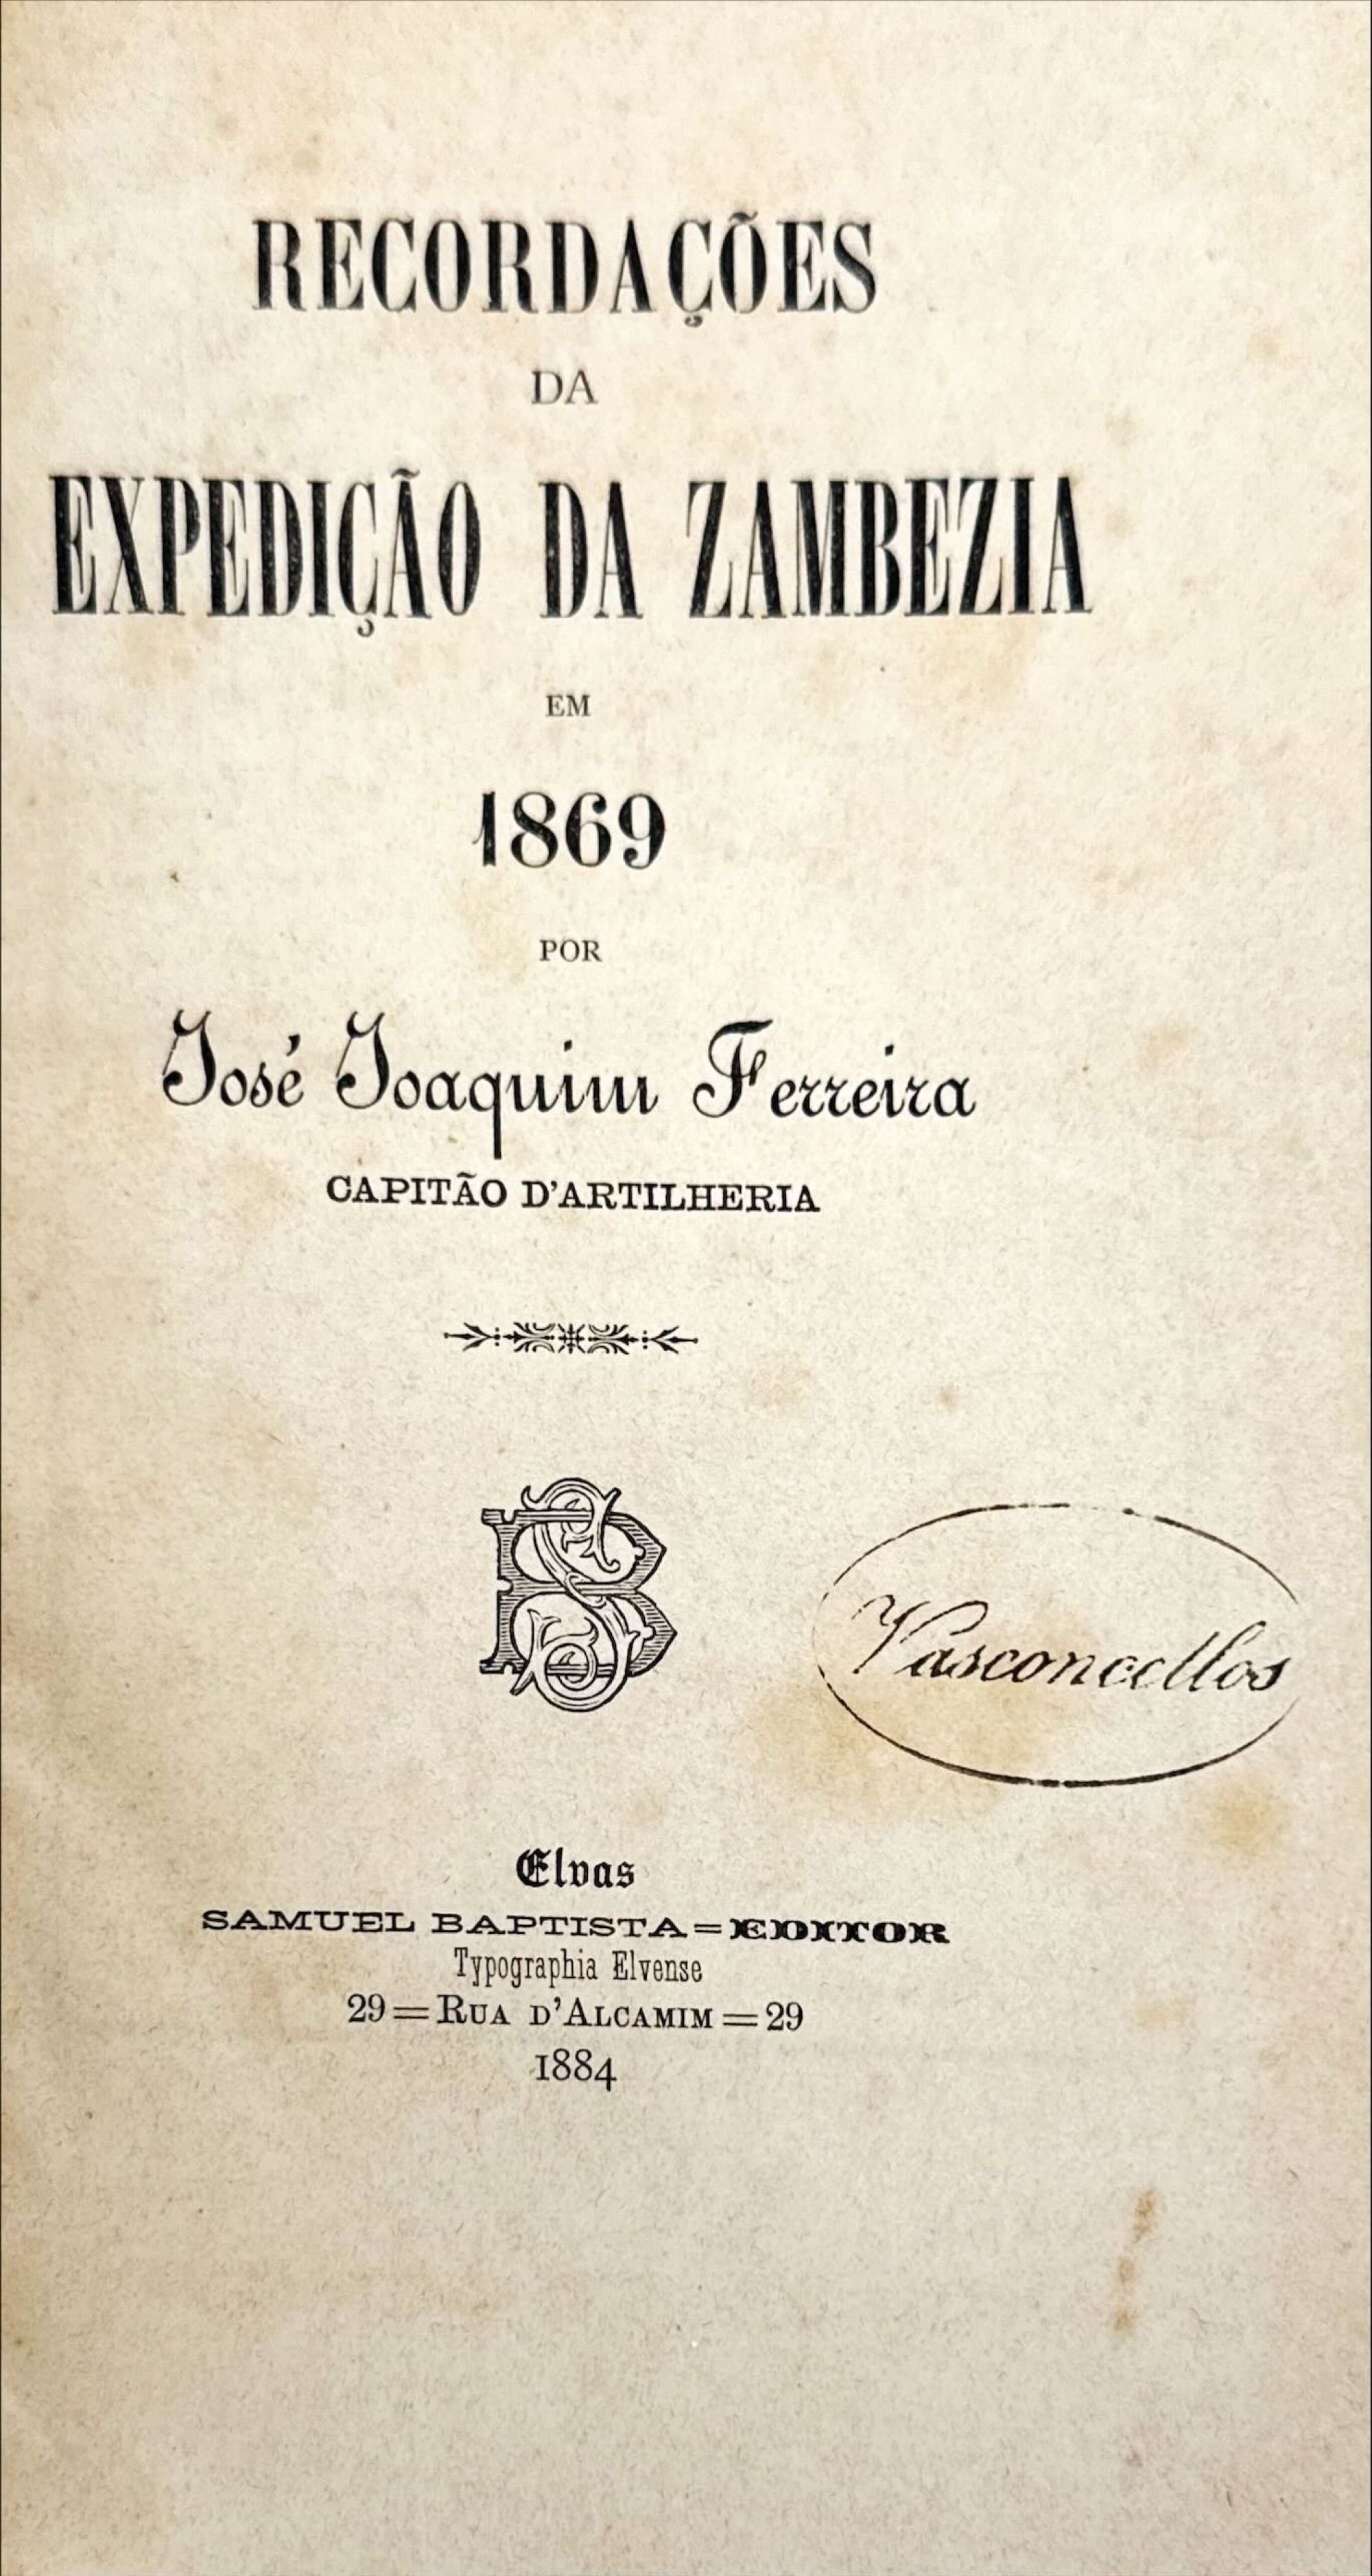 RECORDAÇÕES
DA
EXPEDIÇÃO DA ZAMBEZIA
EM
1869
POR
José Joaquim Ferreira
CAPITÃO D'ARTILHERIA
SB
Vasconcellos
Elvas
SAMUEL BAPTISTA=EDITOR
Typographia Elvense
29=RUA D'ALCAMIM=29
1884